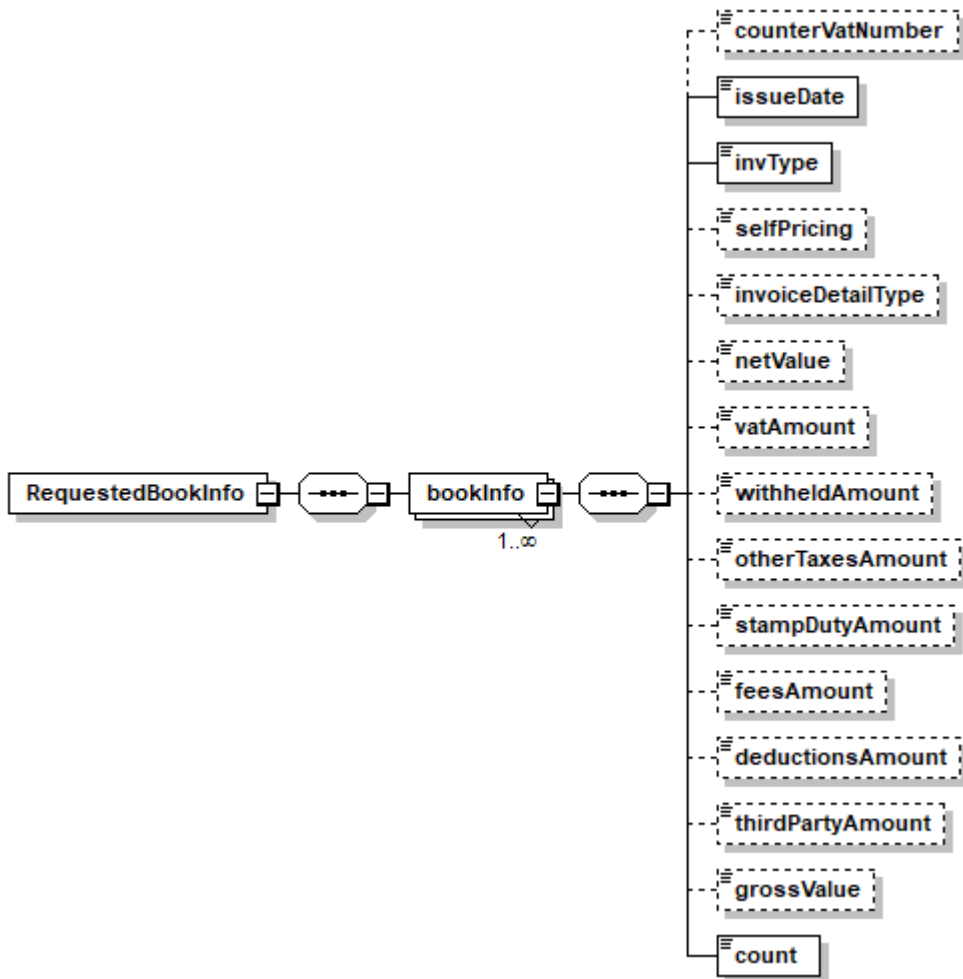 counterVatNumber
issueDate
invType
selfPricing
invoiceDetailType
netValue
vatAmount
RequestedBookInfo
bookInfo
1..∞
withheldAmount
otherTaxesAmount
stampDutyAmount
feesAmount
deductionsAmount
thirdPartyAmount
grossValue
count